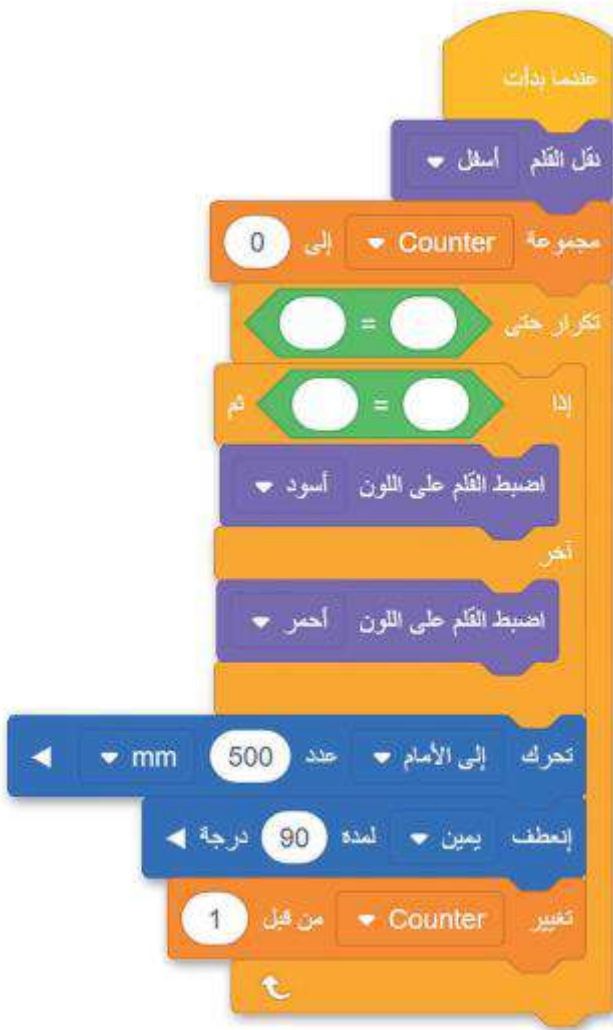 عندما بدأت
نقل القلم أسفل
مجموعة Counter إلى 0
تكرار حتى =
إذا = ثم
اضبط القلم على اللون أسود
آخر
اضبط القلم على اللون أحمر
تحرك إلى الأمام عدد 500 mm
إنعطف يمين لمدة 90 درجة
تغيير Counter من قبل 1